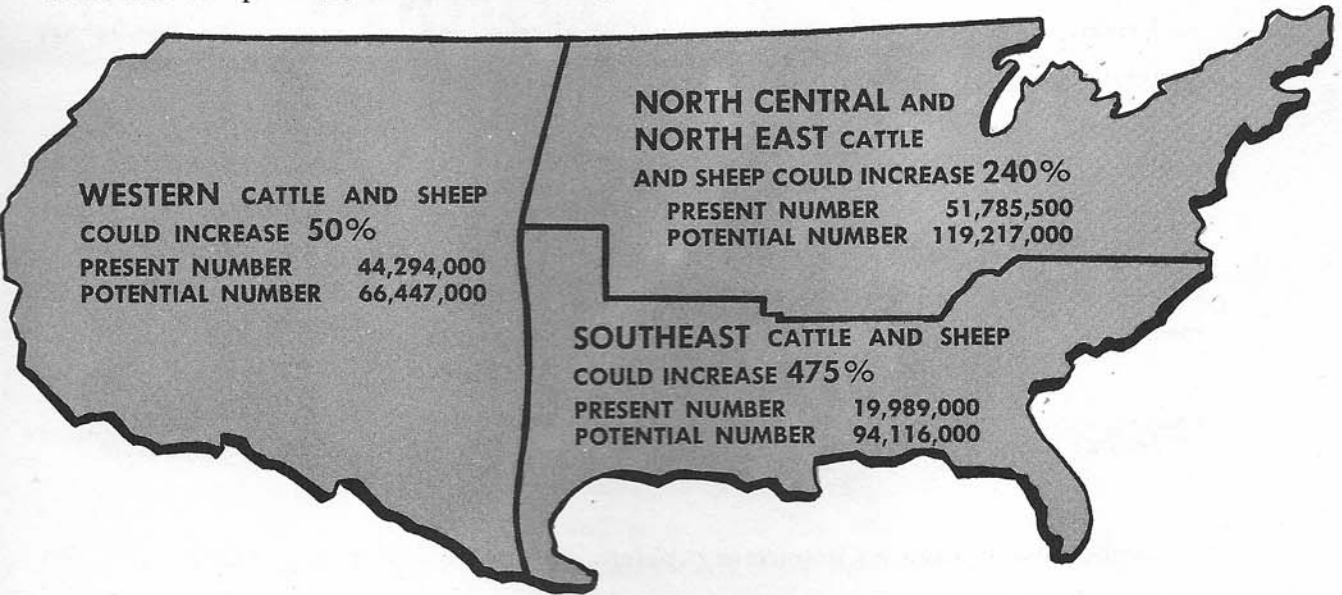 WESTERN CATTLE AND SHEEP
COULD INCREASE 50%
PRESENT NUMBER 44,294,000
POTENTIAL NUMBER 66,447,000
NORTH CENTRAL AND
NORTH EAST CATTLE
AND SHEEP COULD INCREASE 240%
PRESENT NUMBER 51,785,500
POTENTIAL NUMBER 119,217,000
SOUTHEAST CATTLE AND SHEEP
COULD INCREASE 475%
PRESENT NUMBER 19,989,000
POTENTIAL NUMBER 94,116,000